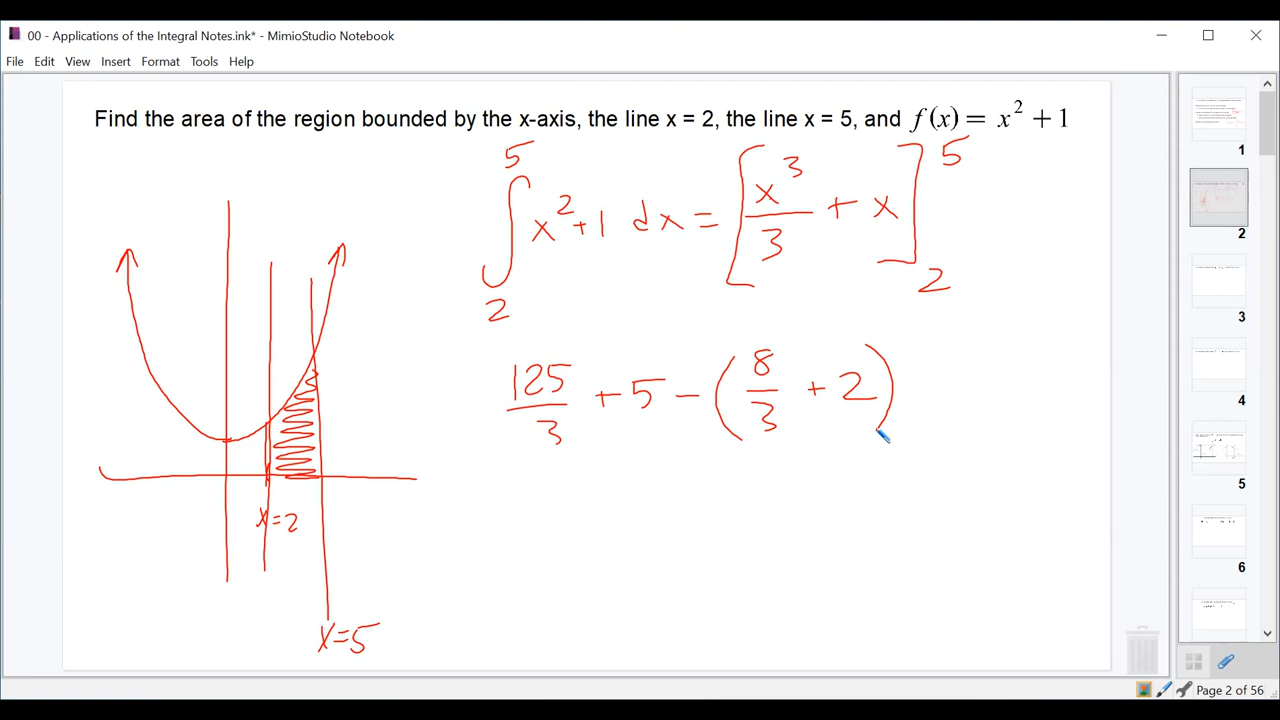 00 - Applications of the Integral Notes.ink* - MimioStudio Notebook
File Edit View Insert Format Tools Help
Find the area of the region bounded by the x-axis, the line x = 2, the line x = 5, and f(x) = x² + 1
∫₂⁵ x² + 1 dx = [x³/3 + x]₂⁵
125/3 + 5 - (8/3 + 2)
x=2
x=5
1
2
3
4
5
6
Page 2 of 56